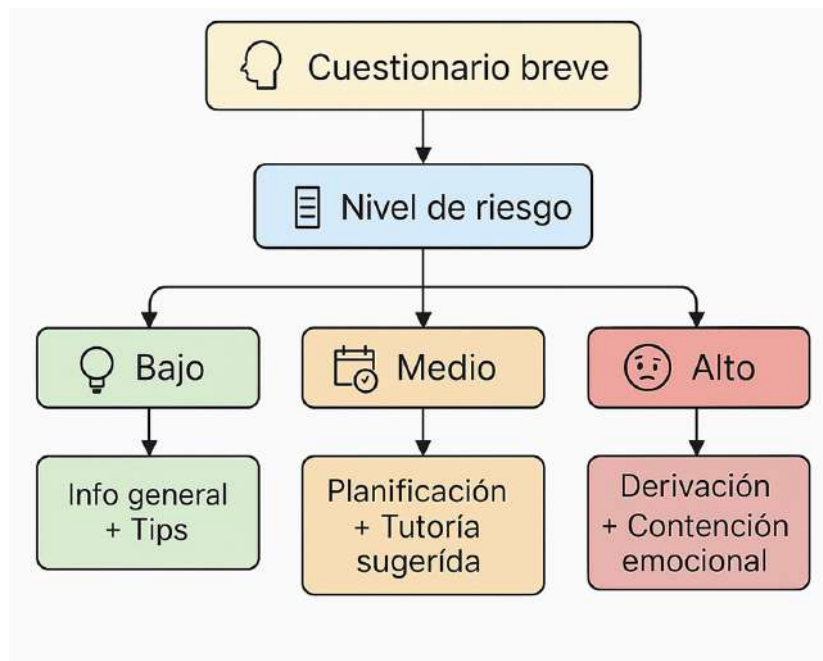 Cuestionario breve
Nivel de riesgo
Bajo
Medio
Alto
Info general
+ Tips
Planificación
+ Tutoría
sugerída
Derivación
+ Contención
emocional